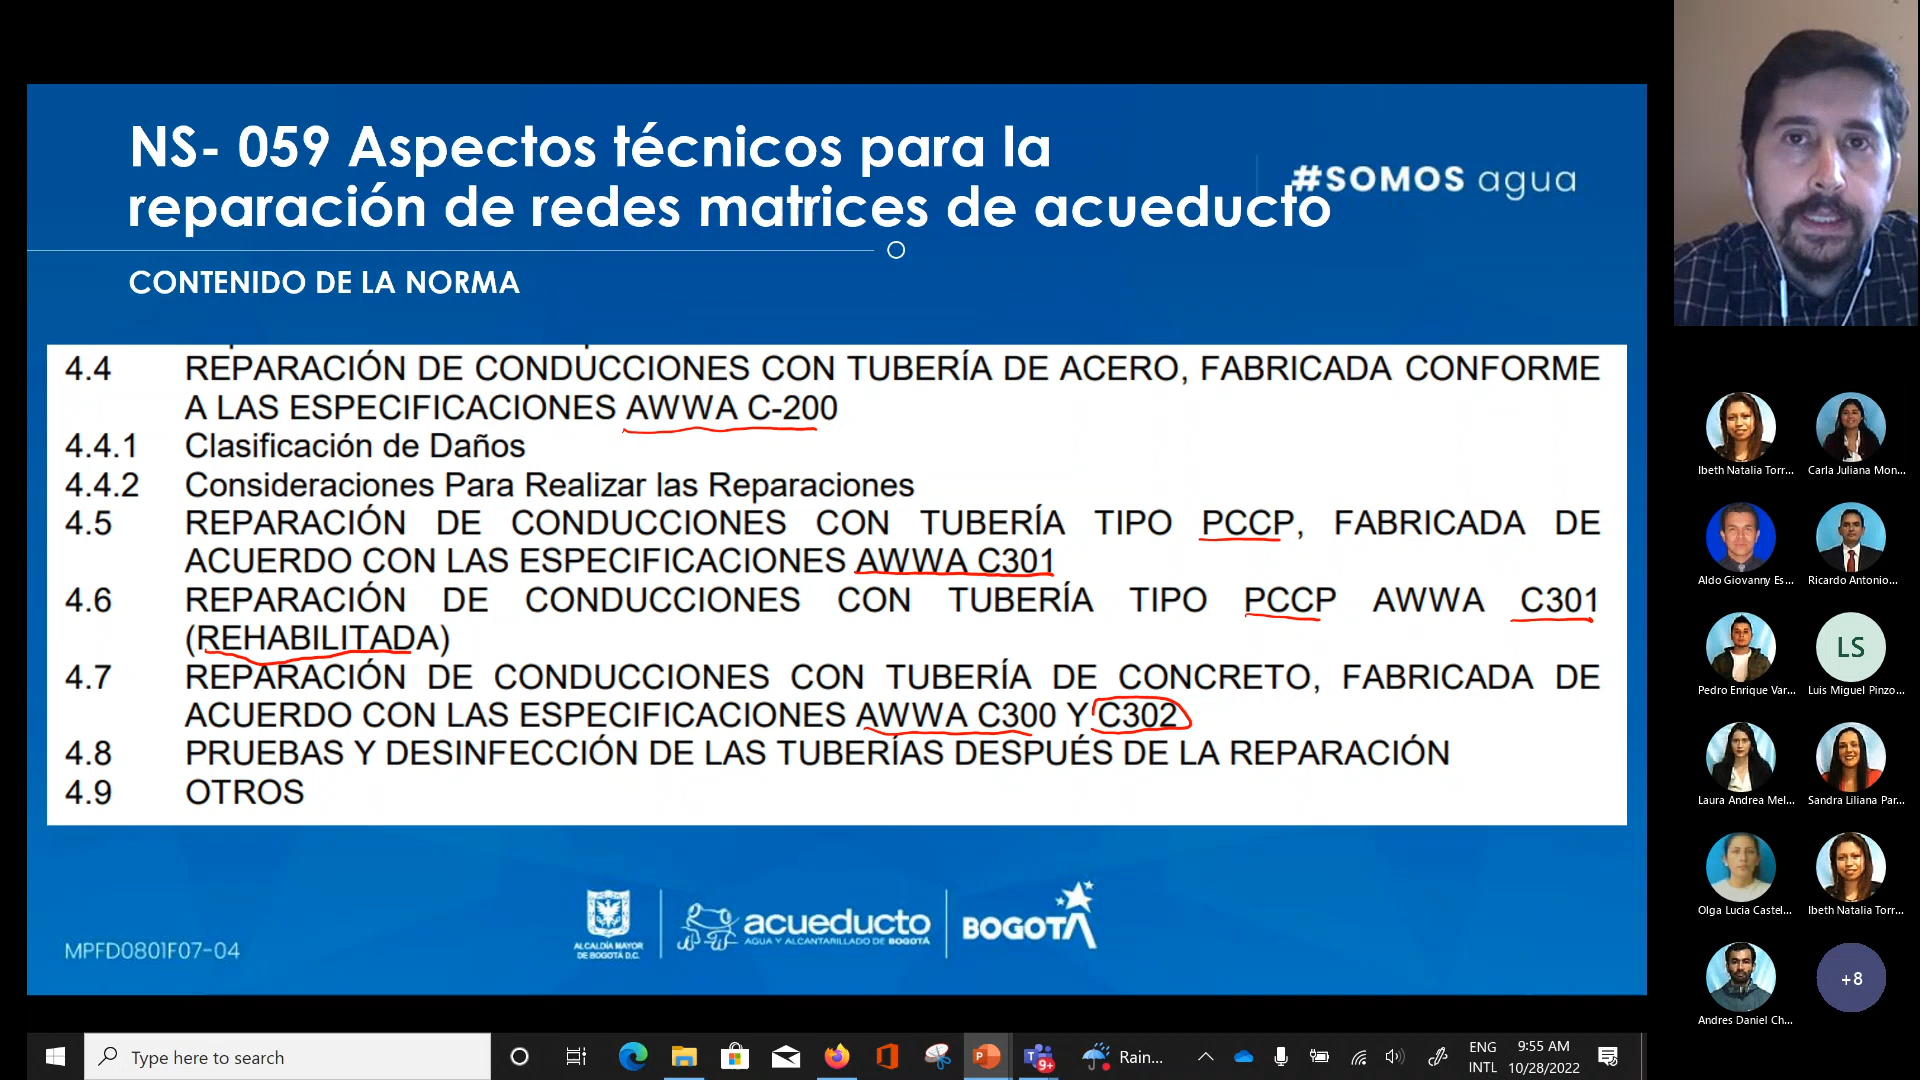 NS- 059 Aspectos técnicos para la
reparación de redes matrices de acueducto
#SOMOS agua
CONTENIDO DE LA NORMA
4.4 REPARACIÓN DE CONDUCCIONES CON TUBERÍA DE ACERO, FABRICADA CONFORME
A LAS ESPECIFICACIONES AWWA C-200
4.4.1 Clasificación de Daños
4.4.2 Consideraciones Para Realizar las Reparaciones
4.5 REPARACIÓN DE CONDUCCIONES CON TUBERÍA TIPO PCCP, FABRICADA DE
ACUERDO CON LAS ESPECIFICACIONES AWWA C301
4.6 REPARACIÓN DE CONDUCCIONES CON TUBERÍA TIPO PCCP AWWA C301
(REHABILITADA)
4.7 REPARACIÓN DE CONDUCCIONES CON TUBERÍA DE CONCRETO, FABRICADA DE
ACUERDO CON LAS ESPECIFICACIONES AWWA C300 Y C302
4.8 PRUEBAS Y DESINFECCIÓN DE LAS TUBERÍAS DESPUÉS DE LA REPARACIÓN
4.9 OTROS
MPFD0801F07-04
ALCALDÍA MAYOR
DE BOGOTÁ D.C.
acueducto
AGUA Y ALCANTARILLADO DE BOGOTÁ
BOGOTÁ
Ibeth Natalia Torr...
Carla Juliana Mon...
Aldo Giovanny Es...
Ricardo Antonio...
Pedro Enrique Var...
LS
Luis Miguel Pinzo...
Laura Andrea Mel...
Sandra Liliana Par...
Olga Lucia Castel...
Ibeth Natalia Torr...
Andres Daniel Ch...
+8
Type here to search
9+
Rain...
ENG
INTL
9:55 AM
10/28/2022